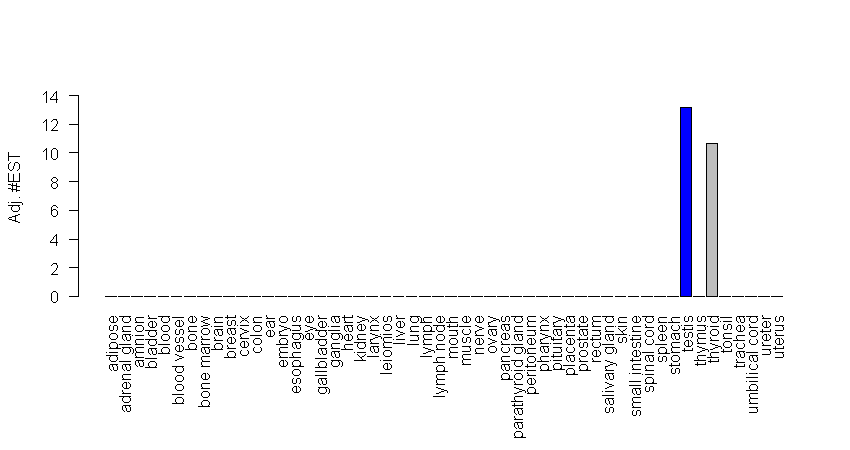 14
12
10
8
6
4
2
0
Adj. #EST
adipose
adrenal gland
amnion
bladder
blood
blood vessel
bone
bone marrow
brain
breast
cervix
colon
ear
embryo
esophagus
eye
gallbladder
ganglia
heart
kidney
larynx
leiomios
liver
lung
lymph
lymph node
mouth
muscle
nerve
ovary
pancreas
parathyroid gland
peritoneum
pharynx
pituitary
placenta
prostate
rectum
salivary gland
skin
small intestine
spinal cord
spleen
stomach
testis
thymus
thyroid
tonsil
trachea
umbilical cord
ureter
uterus